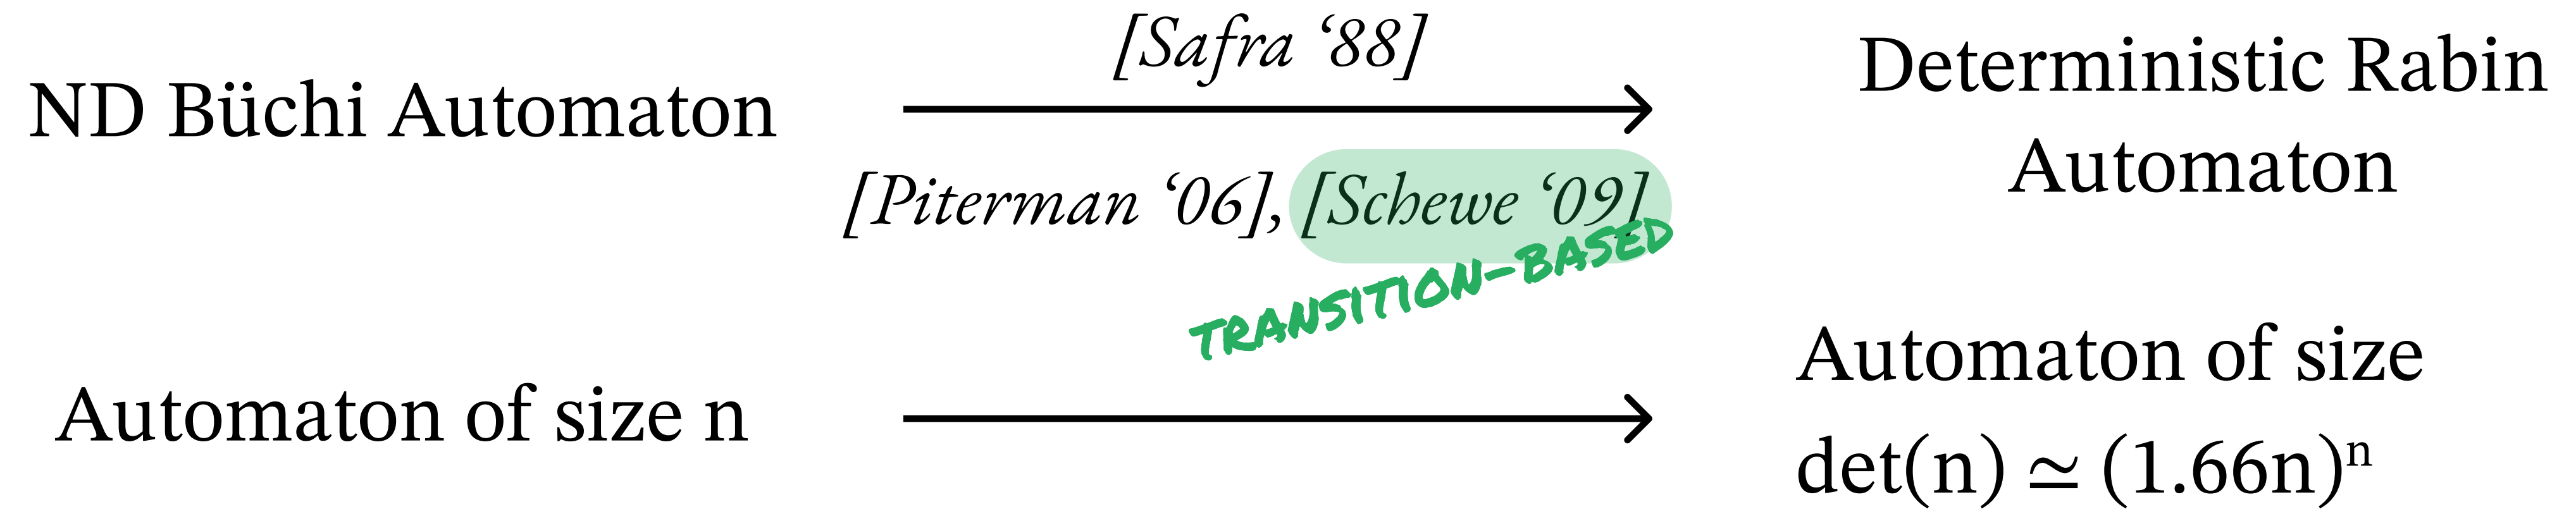 [Safra ‘88]
ND Büchi Automaton
Deterministic Rabin
Automaton
[Piterman ‘06], [Schewe ‘09]
TRANSITION-BASED
Automaton of size n
Automaton of size
det(n) ≃ (1.66n)ⁿ